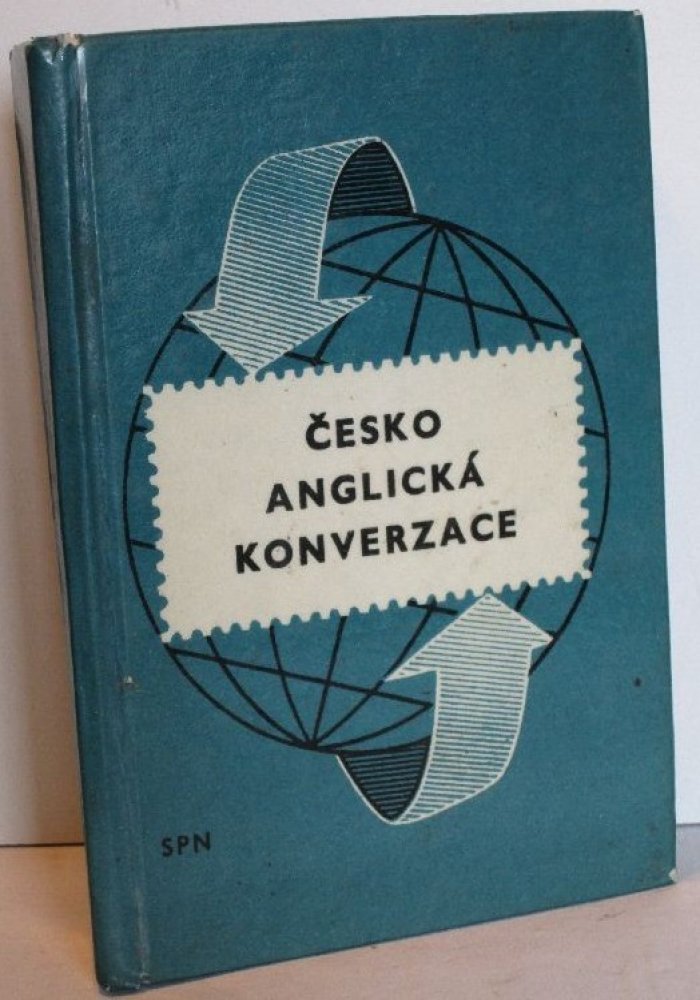 ČESKO
ANGLICKÁ
KONVERZACE
SPN